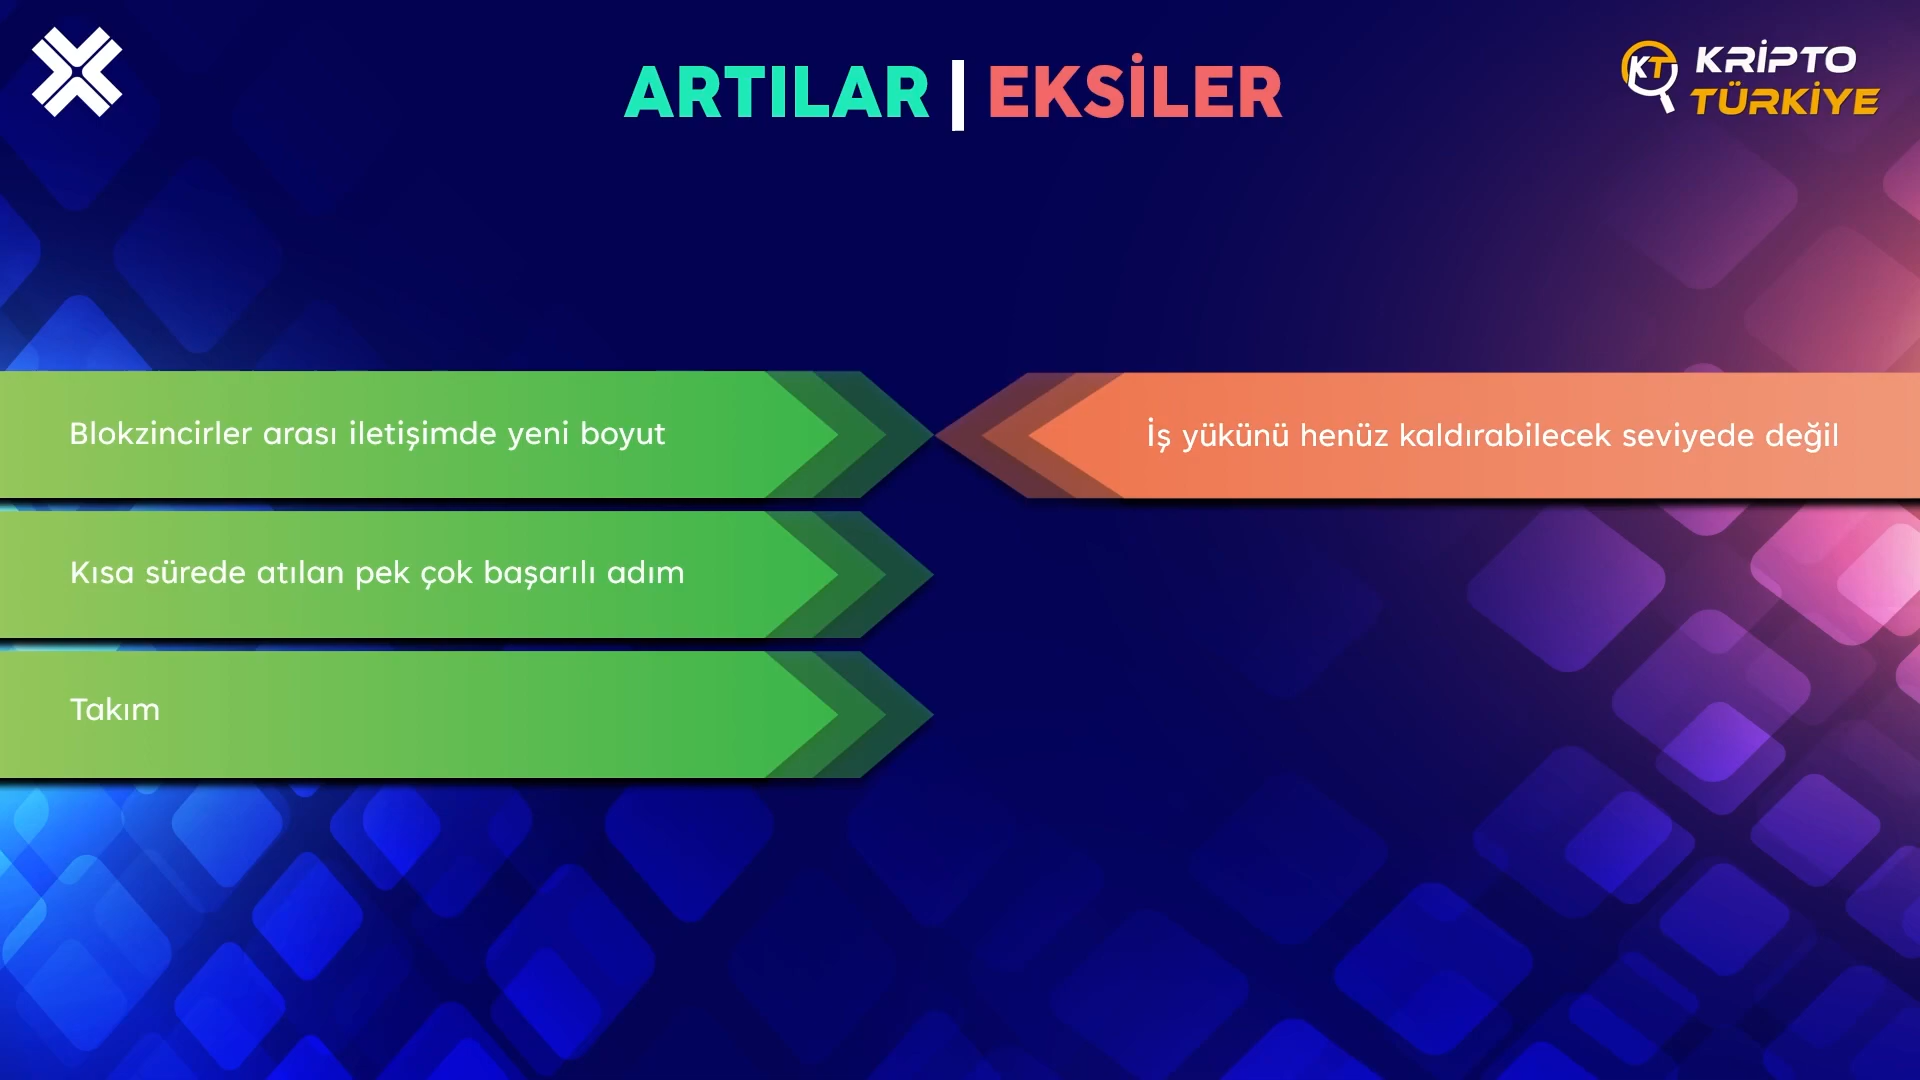 ARTILAR | EKSİLER
KT KRİPTO
TÜRKİYE
Blokzincirler arası iletişimde yeni boyut
İş yükünü henüz kaldırabilecek seviyede değil
Kısa sürede atılan pek çok başarılı adım
Takım